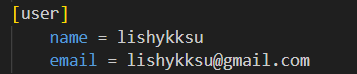 [user]
name = lishykksu
email = lishykksu@gmail.com